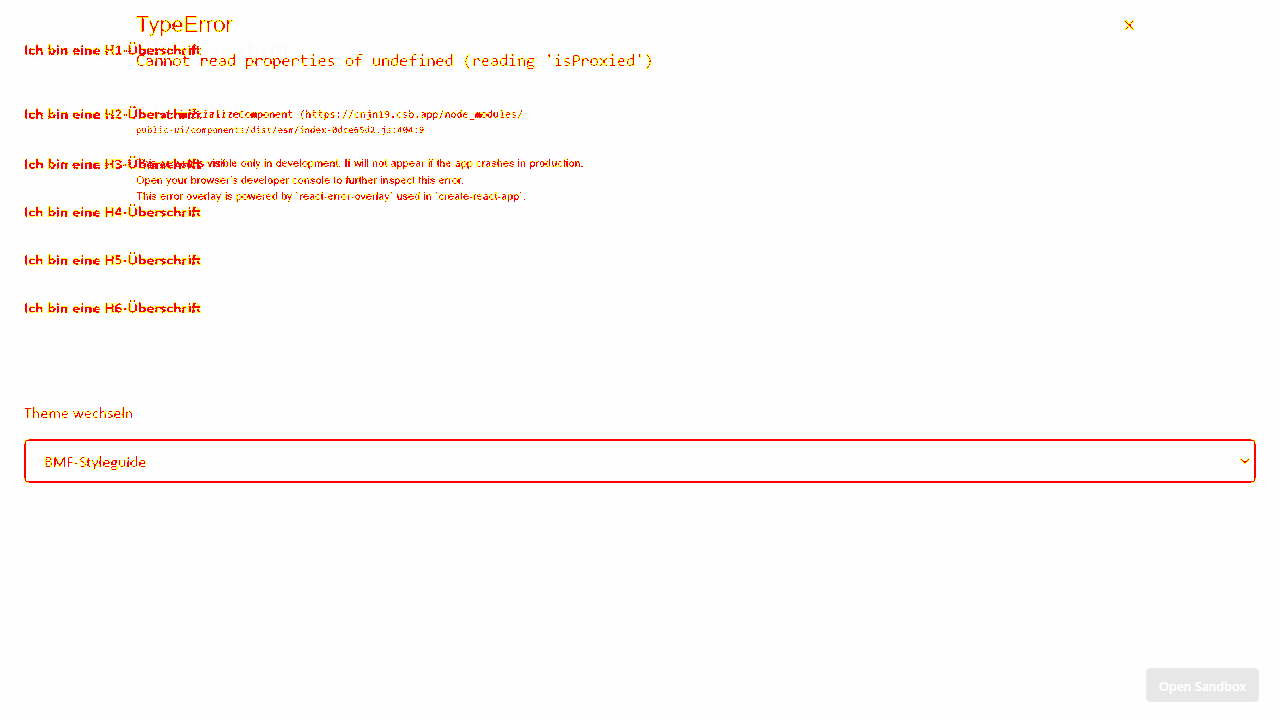 TypeError
×
Ich bin eine H1-Überschrift
Cannot read properties of undefined (reading 'isProxied')
Ich bin eine H2-Überschrift
(https://cnjn19.csb.app/node_modules/
public-ui/components/dist/esm/index-0dce65d2.js:404:9
Ich bin eine H3-Überschrift
visible only in development. It will not appear if the app crashes in production.
Open your browser's developer console to further inspect this error.
This error overlay is powered by `react-error-overlay` used in `create-react-app`.
Ich bin eine H4-Überschrift
Ich bin eine H5-Überschrift
Ich bin eine H6-Überschrift
Theme wechseln
BMF-Styleguide
Open Sandbox